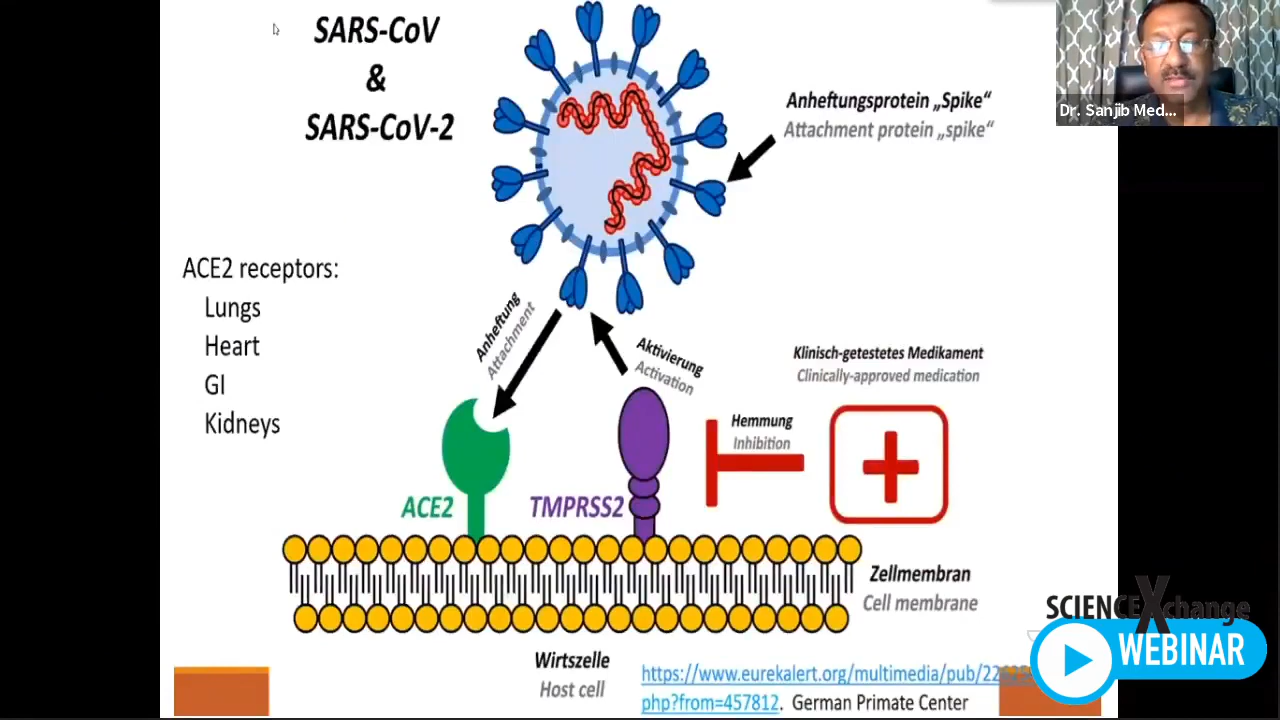 SARS-CoV
&
SARS-CoV-2
Dr. Sanjib Med...
Anheftungsprotein „Spike“
Attachment protein „spike“
ACE2 receptors:
Lungs
Heart
GI
Kidneys
Anheftung
Attachment
Aktivierung
Activation
Klinisch-getestetes Medikament
Clinically-approved medication
Hemmung
Inhibition
ACE2
TMPRSS2
Zellmembran
Cell membrane
Wirtszelle
Host cell
https://www.eurekalert.org/multimedia/pub/22
php?from=457812. German Primate Center
SCIENCEXchange
WEBINAR